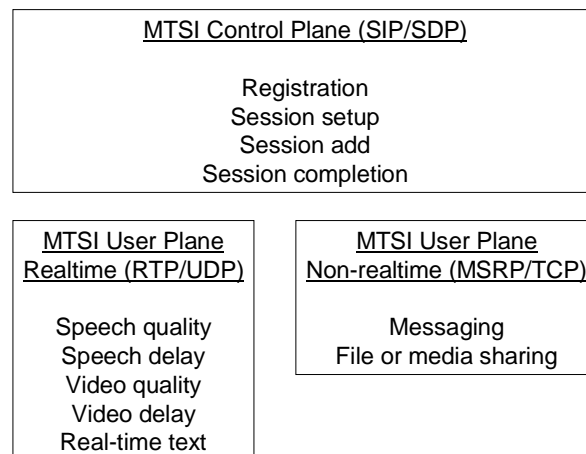 MTSI Control Plane (SIP/SDP)
Registration
Session setup
Session add
Session completion
MTSI User Plane
Realtime (RTP/UDP)
Speech quality
Speech delay
Video quality
Video delay
Real-time text
MTSI User Plane
Non-realtime (MSRP/TCP)
Messaging
File or media sharing